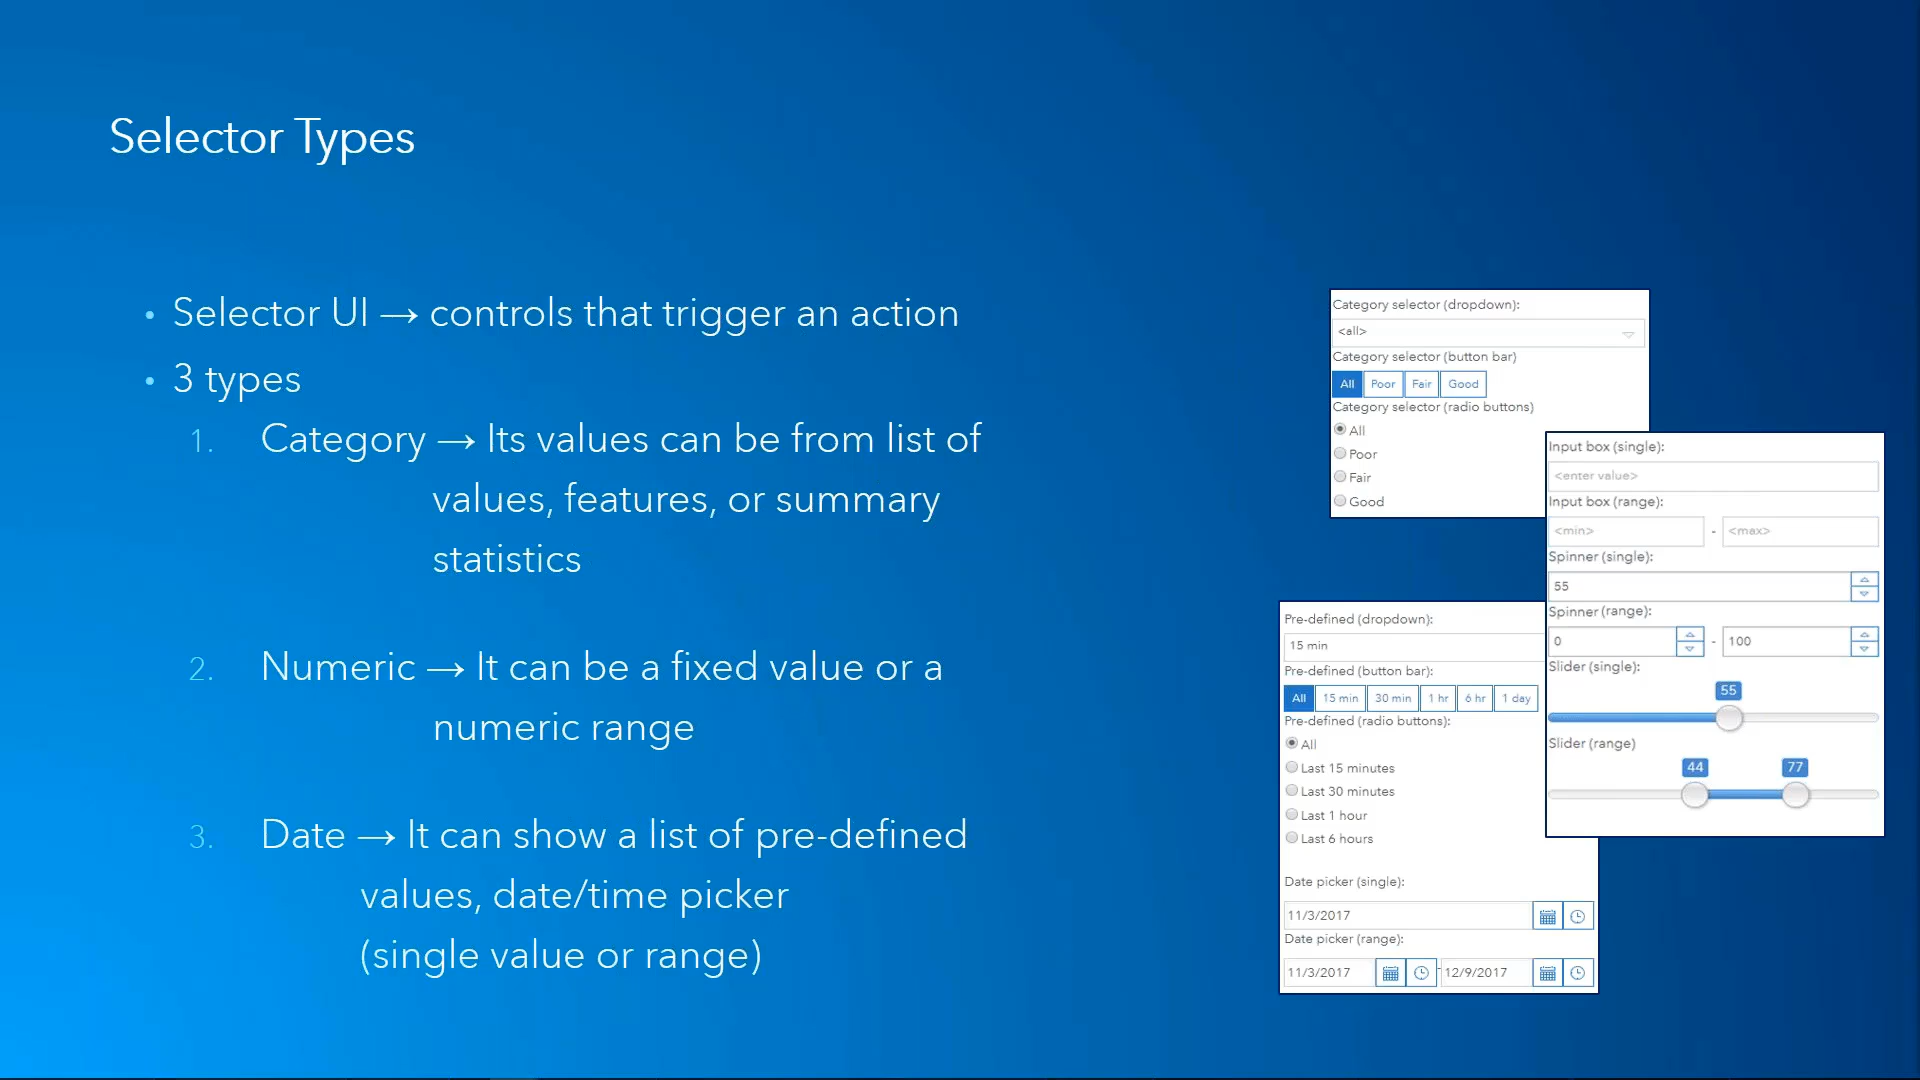 Selector Types
• Selector UI → controls that trigger an action
• 3 types
1. Category → Its values can be from list of
values, features, or summary
statistics
2. Numeric → It can be a fixed value or a
numeric range
3. Date → It can show a list of pre-defined
values, date/time picker
(single value or range)
Category selector (dropdown):
<all>
Category selector (button bar)
All Poor Fair Good
Category selector (radio buttons)
All
Poor
Fair
Good
Input box (single):
<enter value>
Input box (range):
<min> - <max>
Spinner (single):
55
Spinner (range):
0 - 100
Slider (single):
55
Slider (range)
44 77
Pre-defined (dropdown):
15 min
Pre-defined (button bar):
All 15 min 30 min 1 hr 6 hr 1 day
Pre-defined (radio buttons):
All
Last 15 minutes
Last 30 minutes
Last 1 hour
Last 6 hours
Date picker (single):
11/3/2017
Date picker (range):
11/3/2017 - 12/9/2017